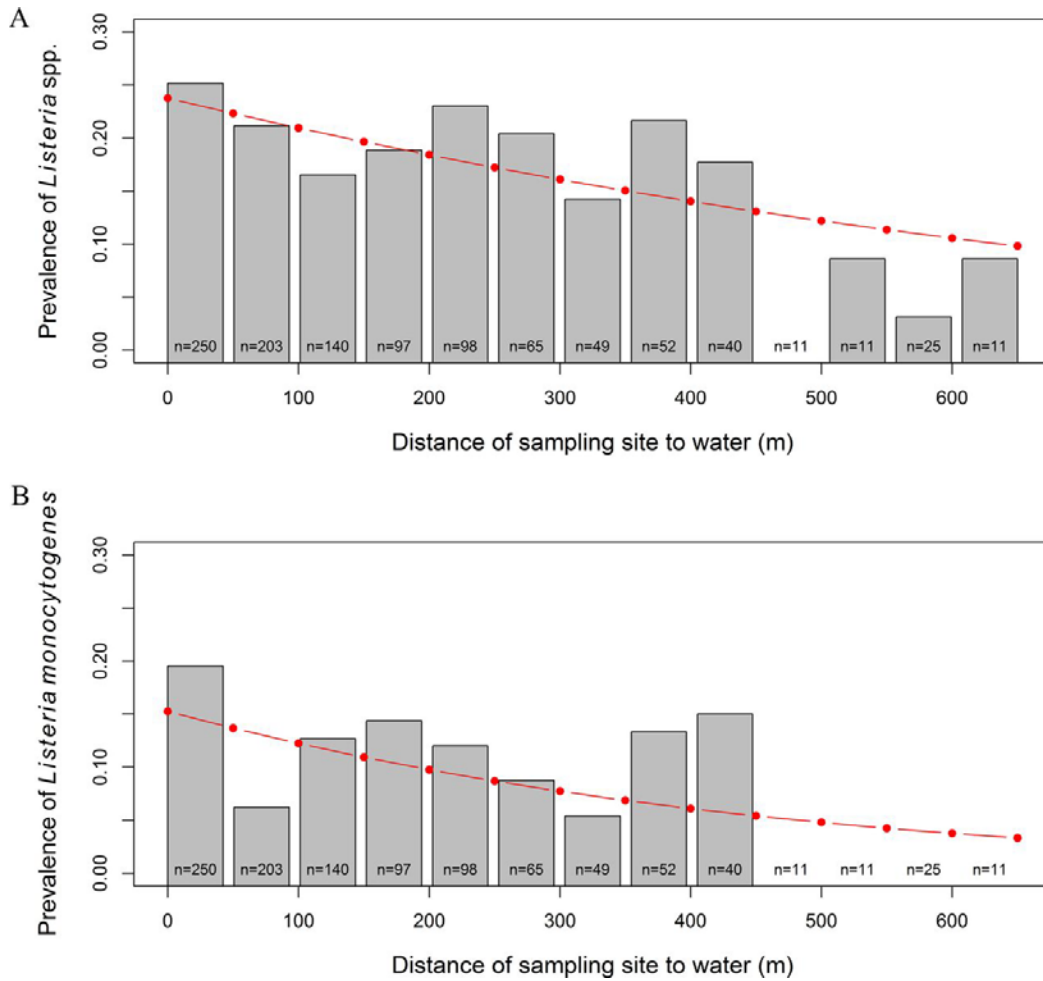 A
Prevalence of Listeria spp.
0.30
0.20
0.10
0.00
n=250 n=203 n=140 n=97 n=98 n=65 n=49 n=52 n=40 n=11 n=11 n=25 n=11
0 100 200 300 400 500 600
Distance of sampling site to water (m)
B
Prevalence of Listeria monocytogenes
0.30
0.20
0.10
0.00
n=250 n=203 n=140 n=97 n=98 n=65 n=49 n=52 n=40 n=11 n=11 n=25 n=11
0 100 200 300 400 500 600
Distance of sampling site to water (m)